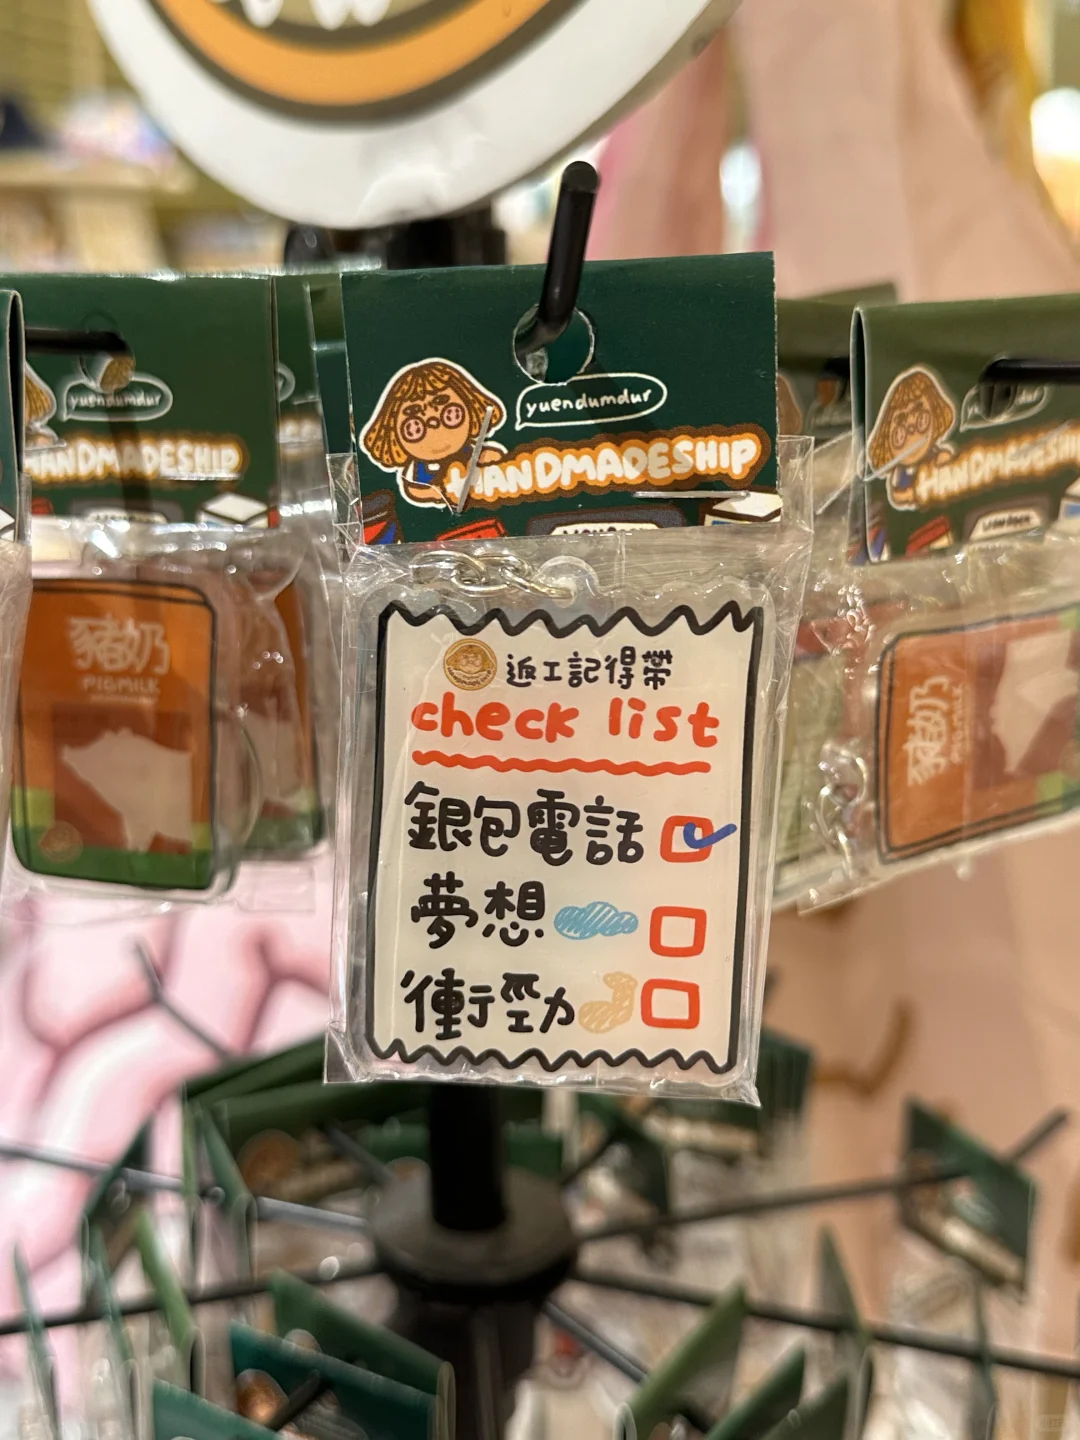 yuendumdur
HANDMADESHIP
返工記得帶
check list
銀包電話
夢想
衝勁
yuendumdur
HANDMADESHIP
豬奶
PIGMILK
HANDMADESHIP
豬奶
PIGMILK